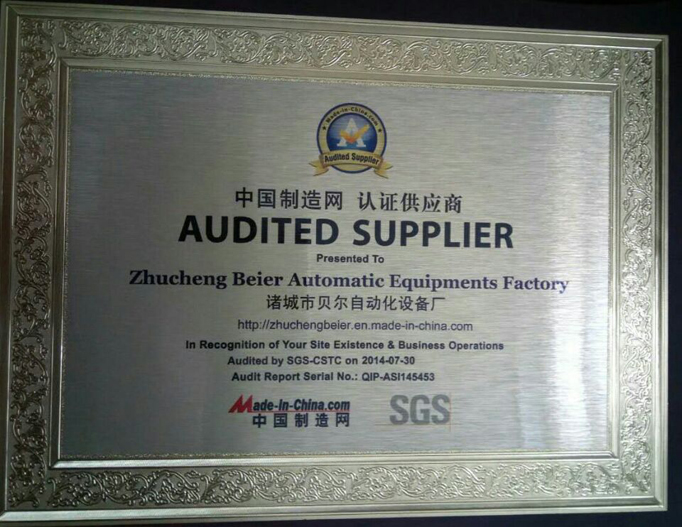 Made-in-China.com
Audited Supplier
中国制造网 认证供应商
AUDITED SUPPLIER
Presented To
Zhucheng Beier Automatic Equipments Factory
诸城市贝尔自动化设备厂
http://zhuchengbeier.en.made-in-china.com
In Recognition of Your Site Existence & Business Operations
Audited by SGS-CSTC on 2014-07-30
Audit Report Serial No.: QIP-ASI145453
Made-in-China.com
中国制造网
SGS